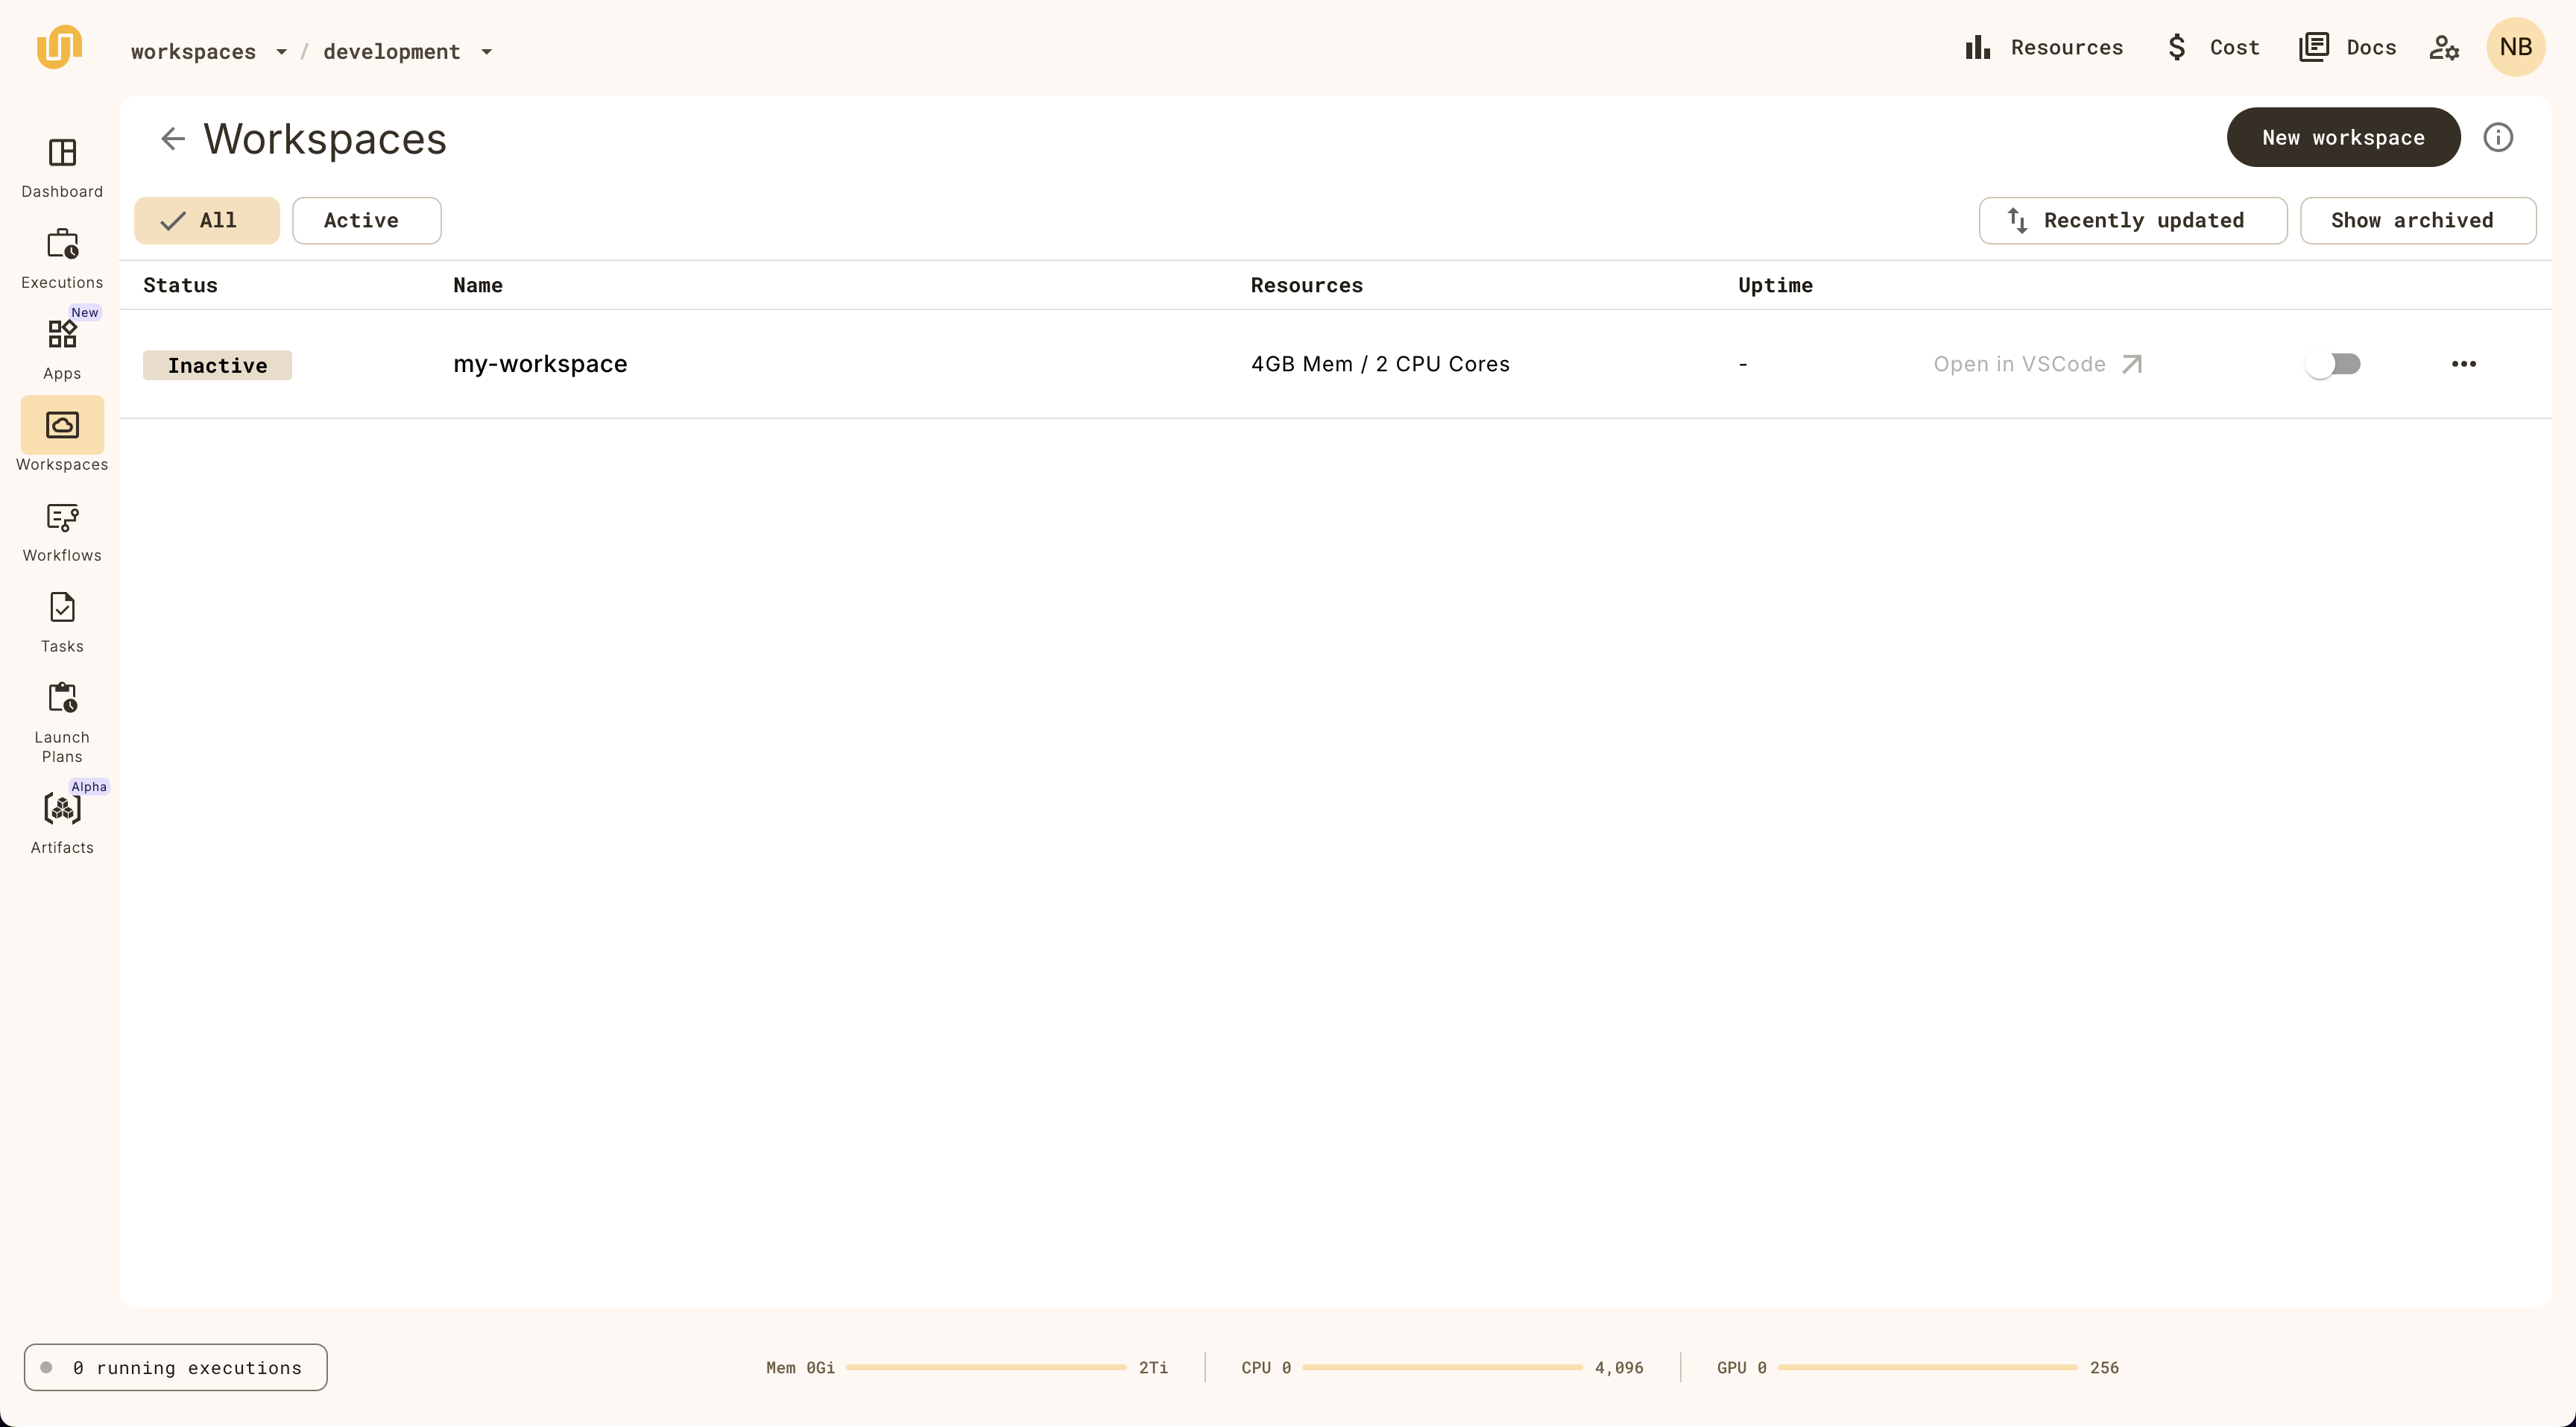 workspaces / development
Resources
$ Cost
Docs
NB
Workspaces
New workspace
All
Active
Recently updated
Show archived
Status Name Resources Uptime
Inactive my-workspace 4GB Mem / 2 CPU Cores - Open in VSCode
Dashboard
Executions
New
Apps
Workspaces
Workflows
Tasks
Launch
Plans
Alpha
Artifacts
0 running executions
Mem 0Gi 2Ti
CPU 0 4,096
GPU 0 256